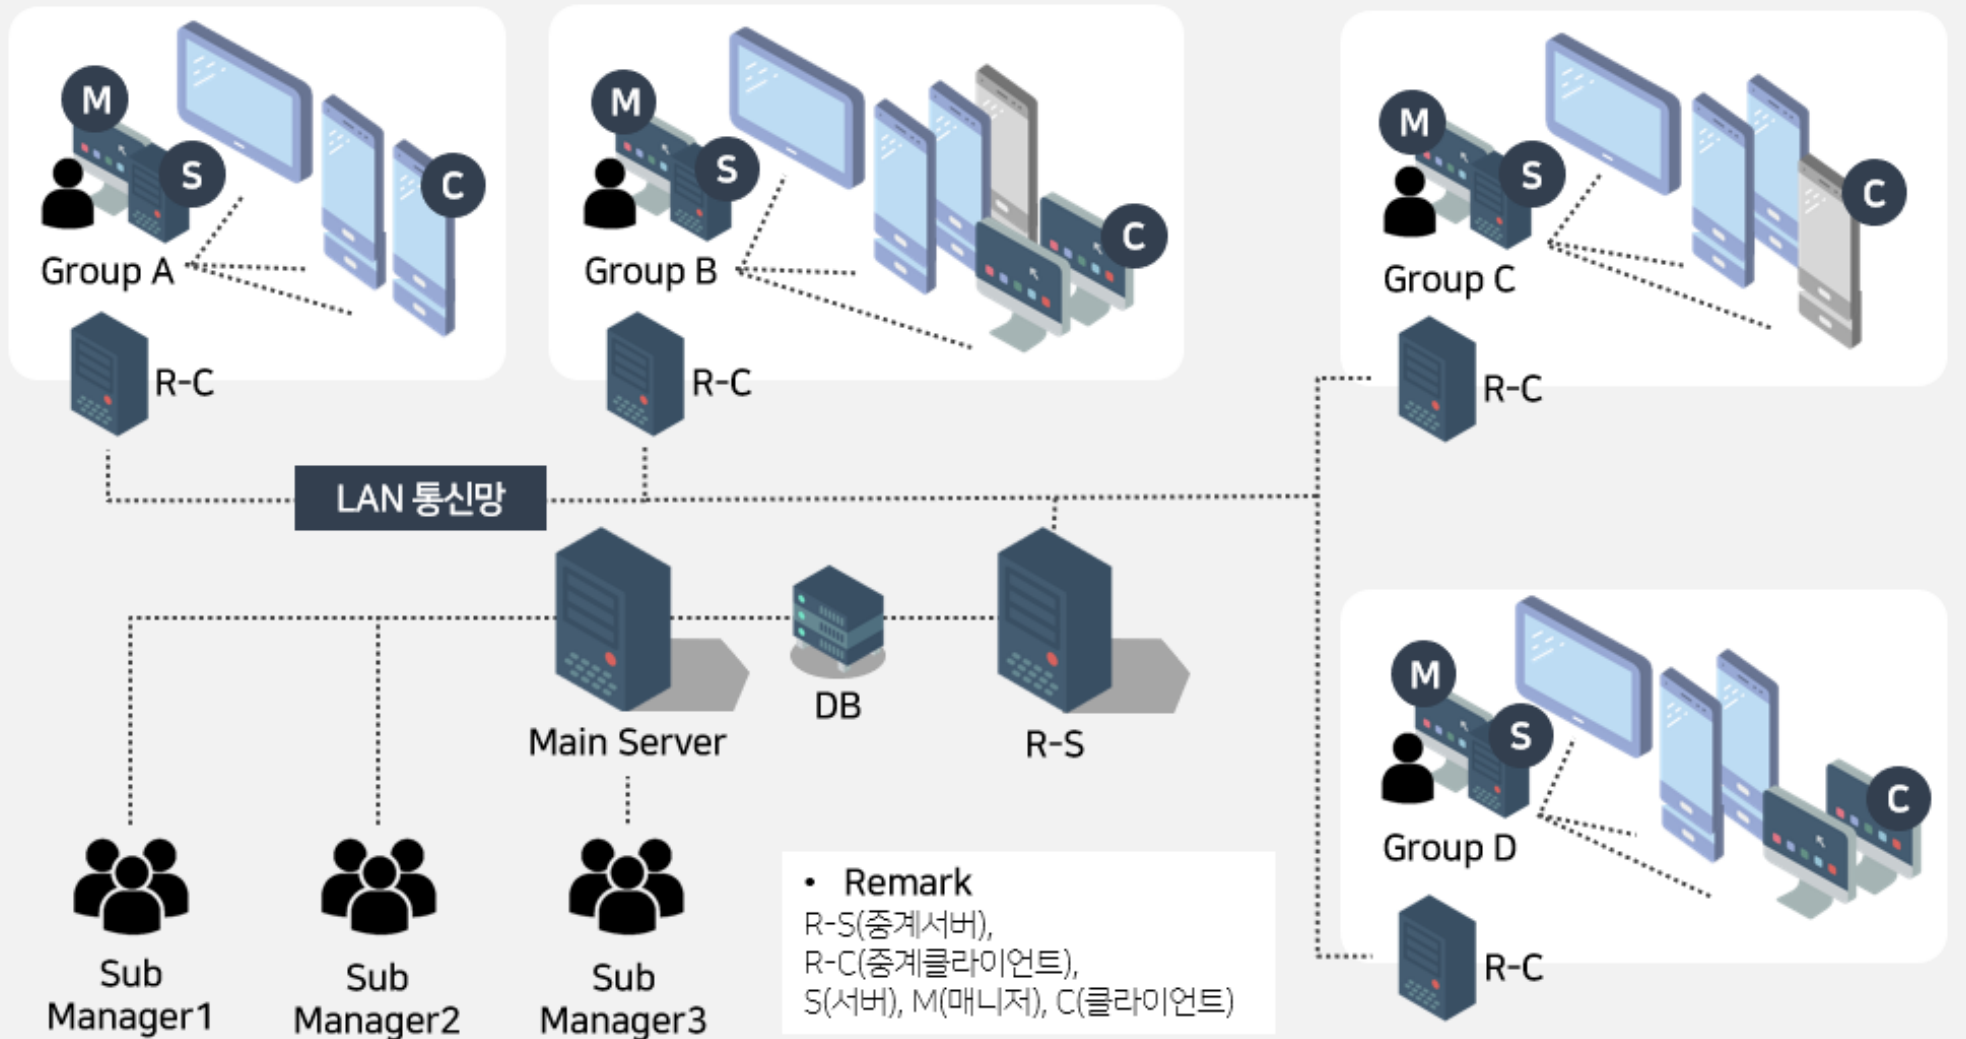 M
S
C
Group A
R-C
M
S
C
Group B
R-C
M
S
C
Group C
R-C
LAN 통신망
Main Server
DB
R-S
M
S
C
Group D
R-C
Sub
Manager1
Sub
Manager2
Sub
Manager3
• Remark
R-S(중계서버),
R-C(중계클라이언트),
S(서버), M(매니저), C(클라이언트)